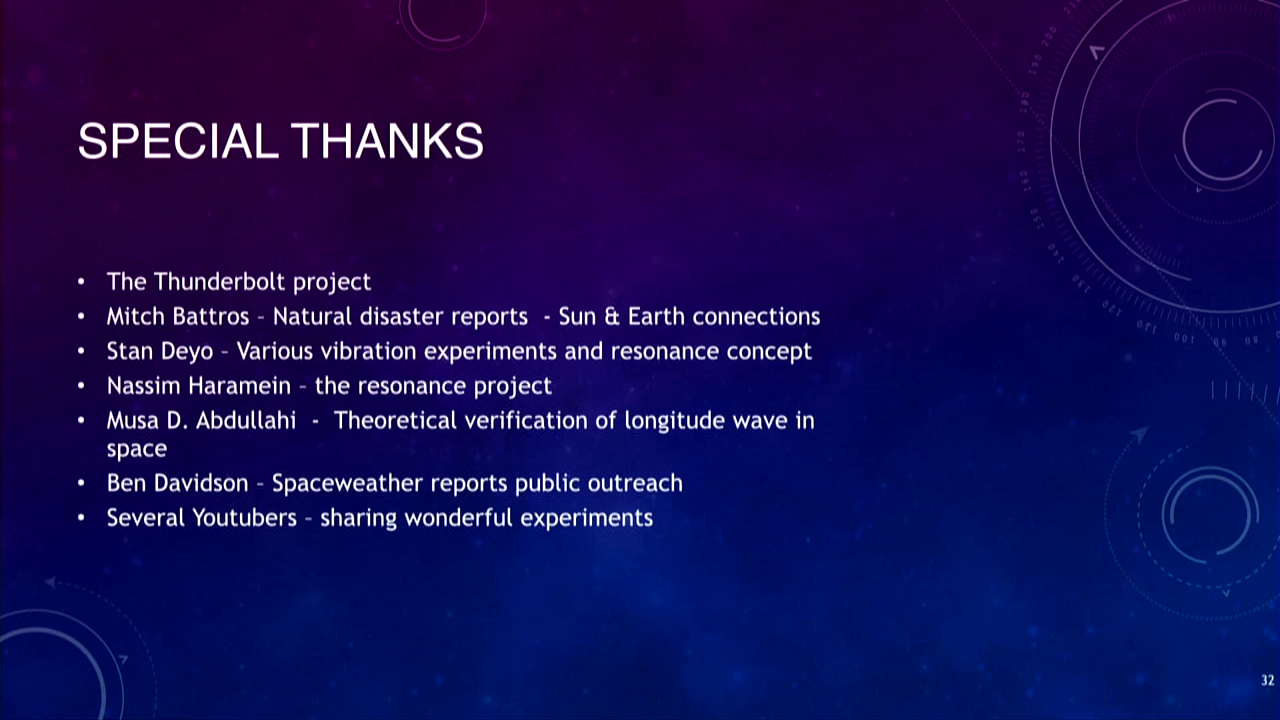 SPECIAL THANKS
• The Thunderbolt project
• Mitch Battros – Natural disaster reports - Sun & Earth connections
• Stan Deyo – Various vibration experiments and resonance concept
• Nassim Haramein – the resonance project
• Musa D. Abdullahi - Theoretical verification of longitude wave in
space
• Ben Davidson – Spaceweather reports public outreach
• Several Youtubers – sharing wonderful experiments
32